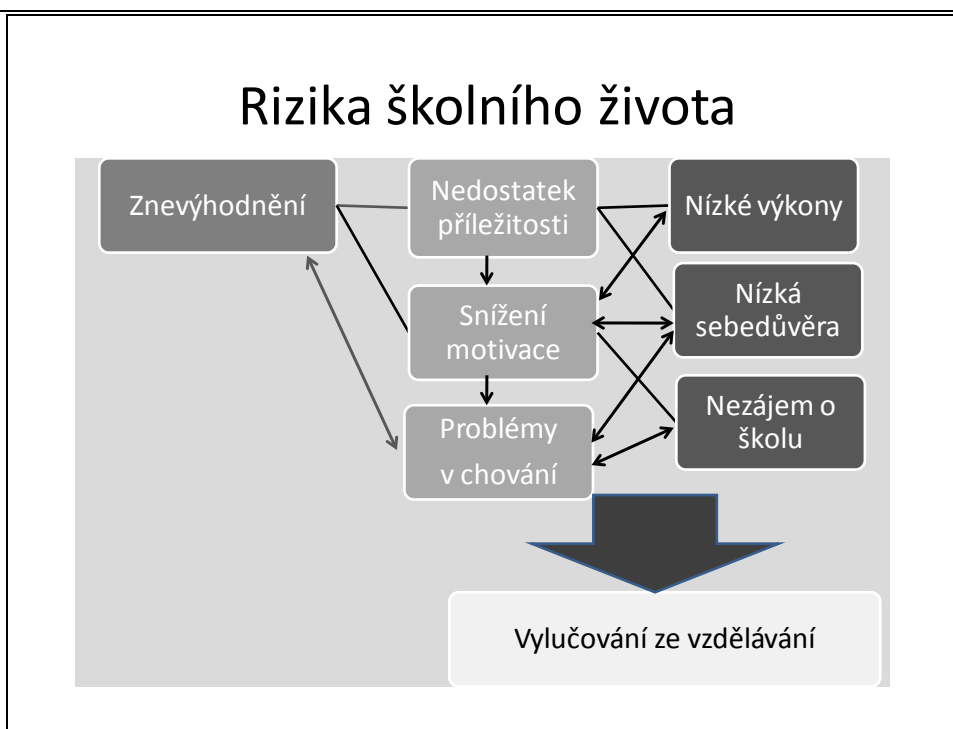 Rizika školního života
Znevýhodnění
Nedostatek
příležitosti
Snížení
motivace
Problémy
v chování
Nízké výkony
Nízká
sebedůvěra
Nezájem o
školu
Vylučování ze vzdělávání